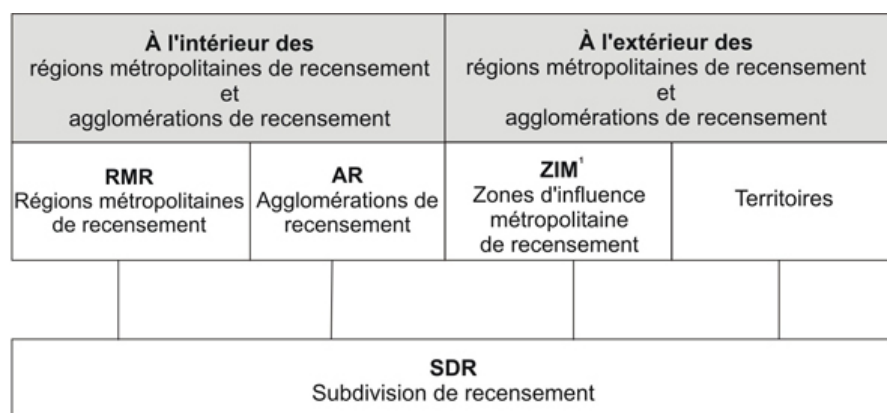 À l'intérieur des
régions métropolitaines de recensement
et
agglomérations de recensement
À l'extérieur des
régions métropolitaines de recensement
et
agglomérations de recensement
RMR
Régions métropolitaines
de recensement
AR
Agglomérations de
recensement
ZIM¹
Zones d'influence
métropolitaine
de recensement
Territoires
SDR
Subdivision de recensement